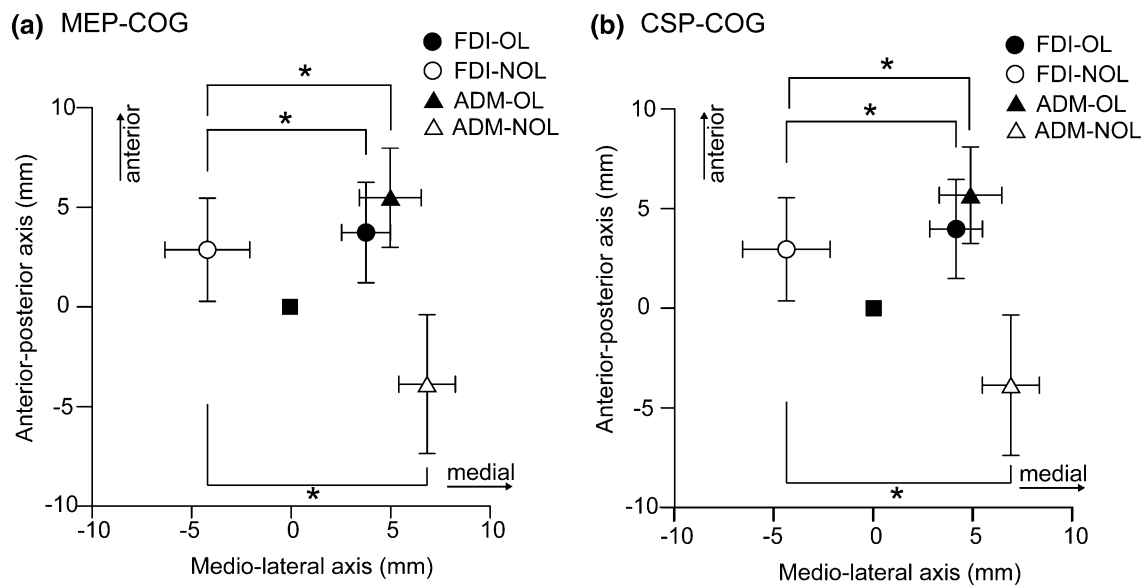 (a) MEP-COG
FDI-OL
FDI-NOL
ADM-OL
ADM-NOL
*
*
anterior
Anterior-posterior axis (mm)
10
5
0
-5
-10
medial
*
-10
-5
0
5
10
Medio-lateral axis (mm)
(b) CSP-COG
FDI-OL
FDI-NOL
ADM-OL
ADM-NOL
*
*
anterior
Anterior-posterior axis (mm)
10
5
0
-5
-10
medial
*
-10
-5
0
5
10
Medio-lateral axis (mm)